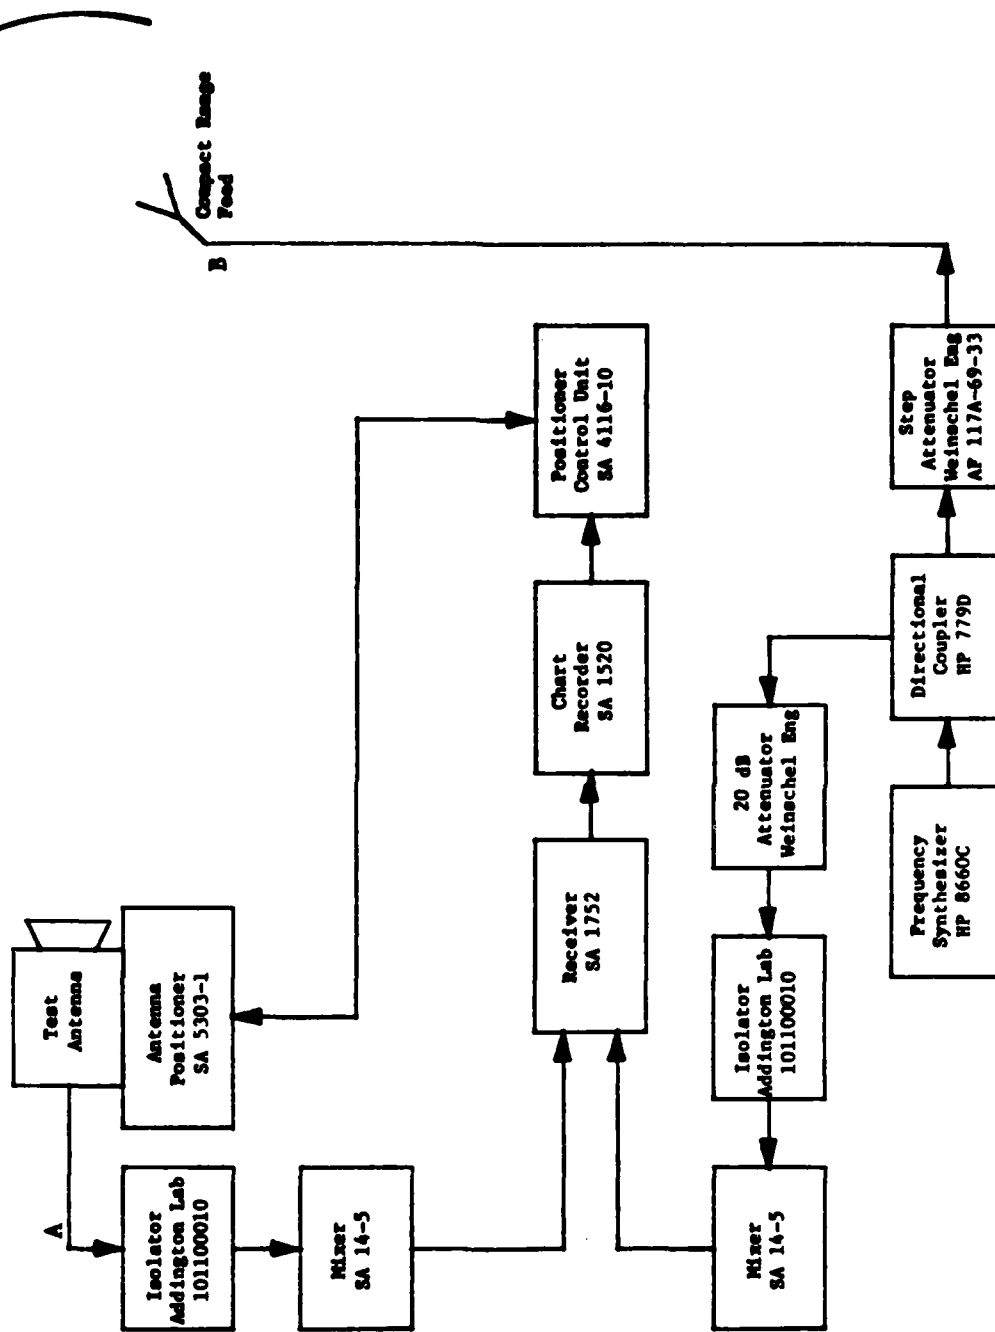 A
Test
Antenna
Isolator
Addington Lab
101100010
Antenna
Positioner
SA 5303-1
Compact Range
Feed
B
Mixer
SA 14-5
Receiver
SA 1752
Chart
Recorder
SA 1520
Positioner
Control Unit
SA 4116-10
Mixer
SA 14-5
Isolator
Addington Lab
101100010
20 dB
Attenuator
Weinschel Eng
Frequency
Synthesizer
HP 8660C
Directional
Coupler
HP 779D
Step
Attenuator
Weinschel Eng
AF 117A-69-33